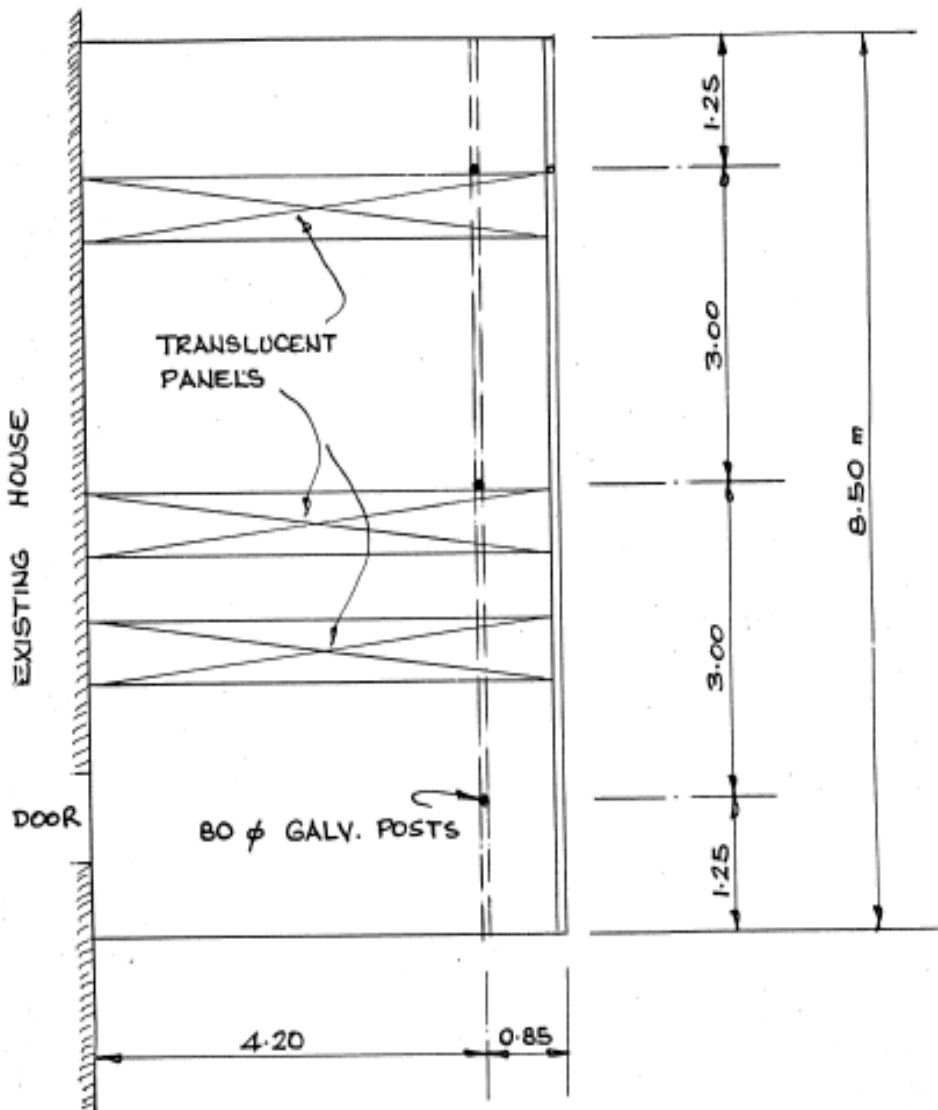 1.25
TRANSLUCENT
PANELS
3.00
8.50 m
EXISTING HOUSE
3.00
DOOR
80 ϕ GALV. POSTS
1.25
4.20
0.85